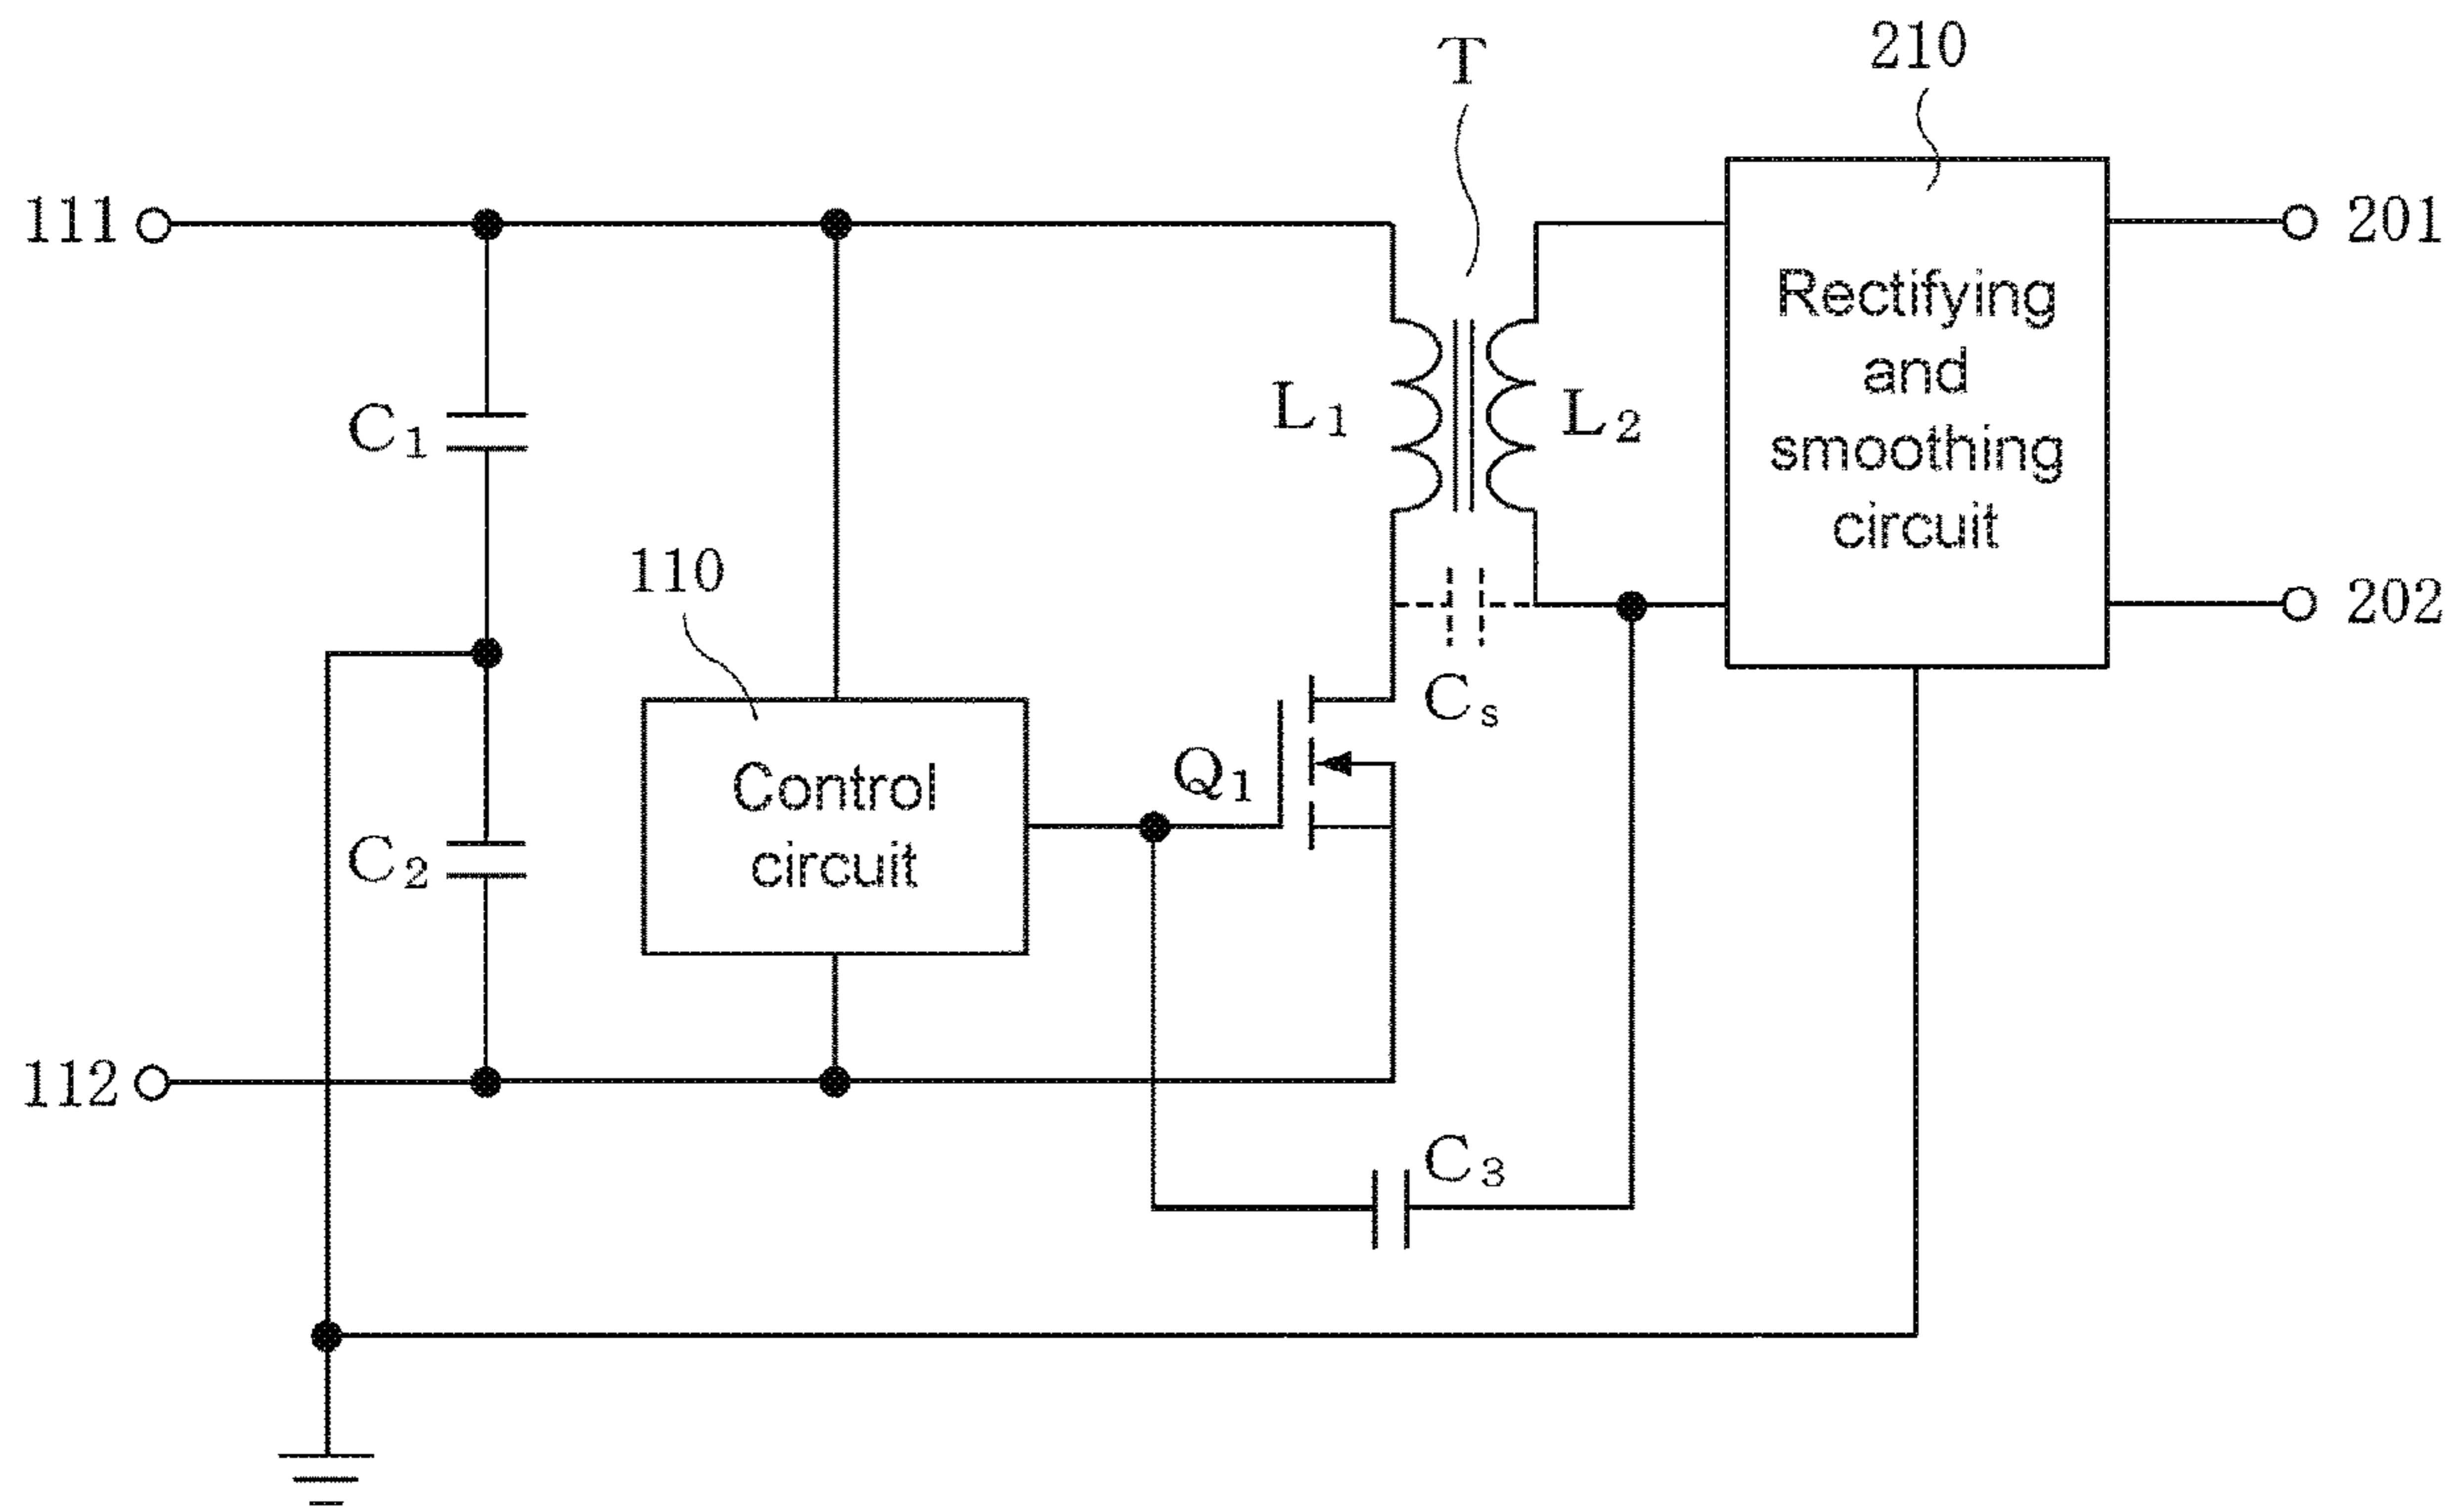 T
210
111
201
Rectifying
and
smoothing
circuit
L1
L2
C1
110
202
Cs
Control
circuit
Q1
C2
112
C3